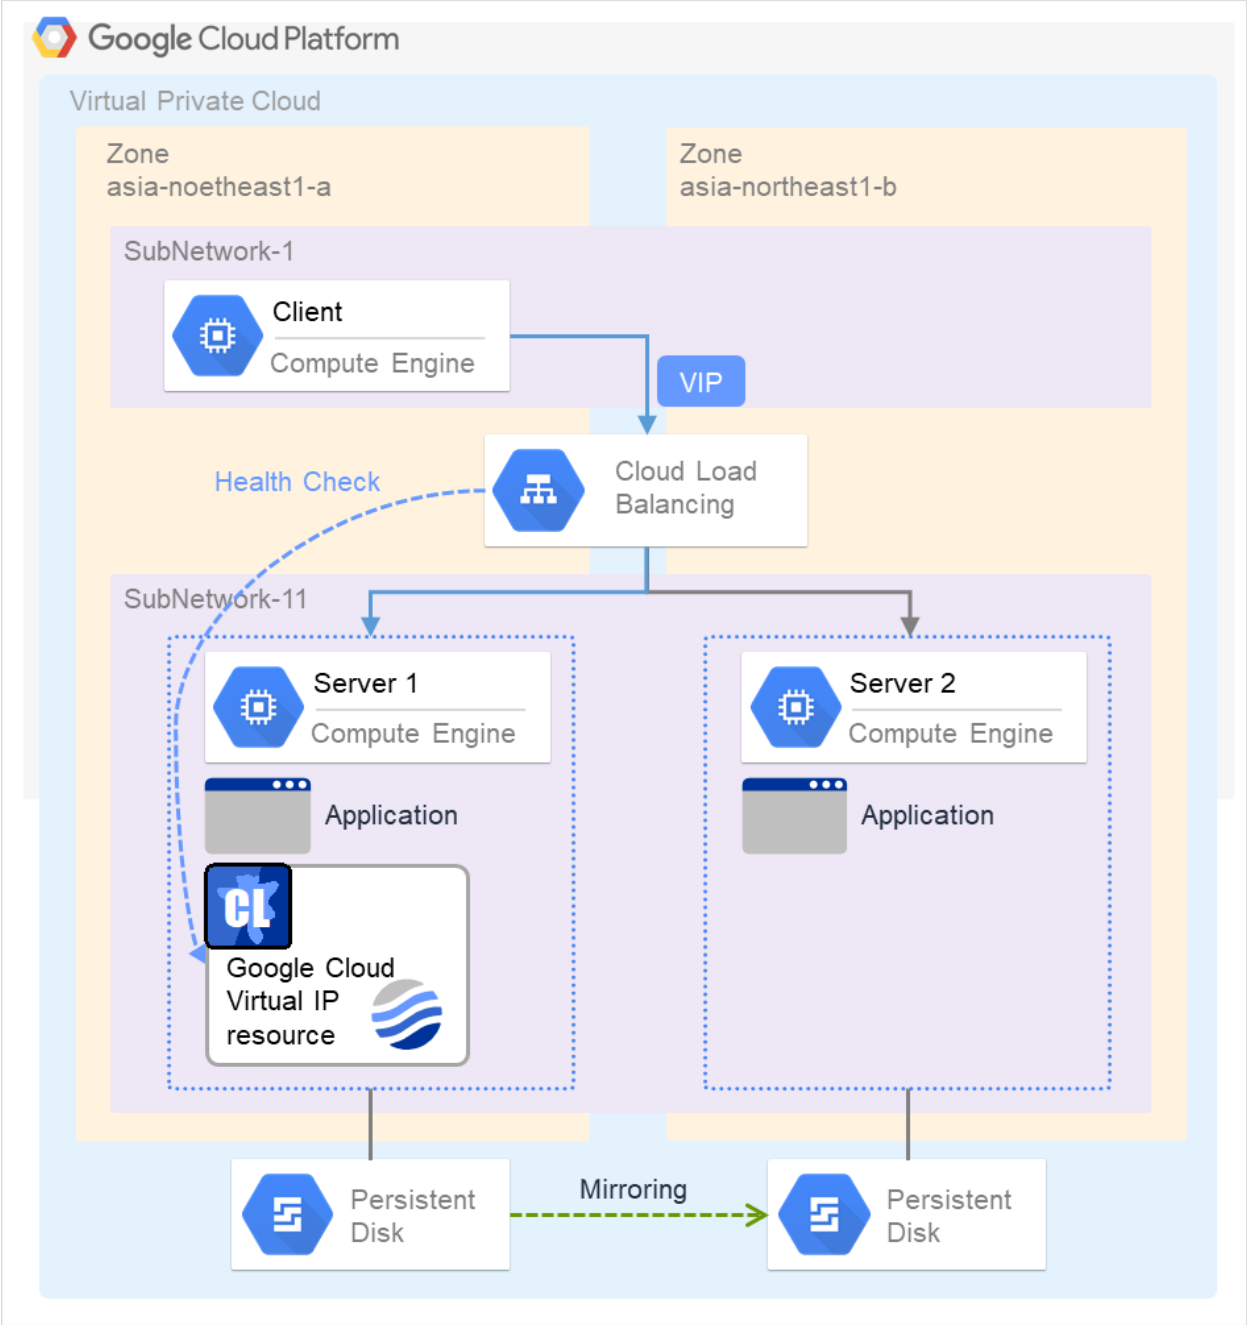 Google Cloud Platform
Virtual Private Cloud
Zone
asia-noetheast1-a
Zone
asia-northeast1-b
SubNetwork-1
Client
Compute Engine
VIP
Cloud Load
Balancing
Health Check
SubNetwork-11
Server 1
Compute Engine
Server 2
Compute Engine
Application
Application
CL
Google Cloud
Virtual IP
resource
Persistent
Disk
Mirroring
Persistent
Disk